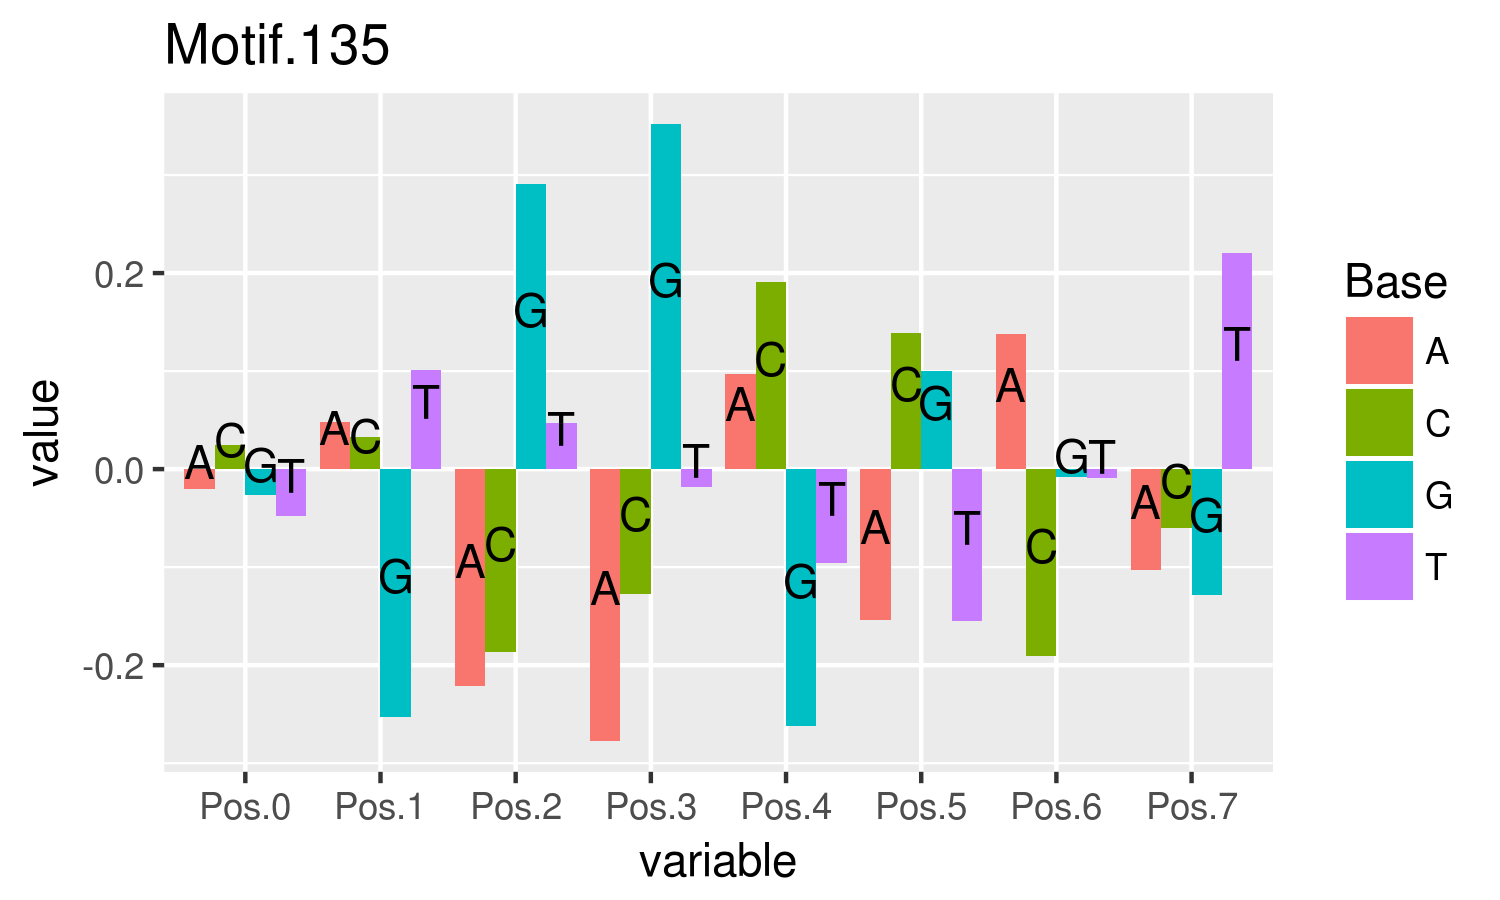 Motif.135
value
0.2
0.0
-0.2
A C G T
A C G T
A C G T
A C G T
A C G T
A C G T
A C G T
A C G T
Pos.0 Pos.1 Pos.2 Pos.3 Pos.4 Pos.5 Pos.6 Pos.7
variable
Base
A
C
G
T